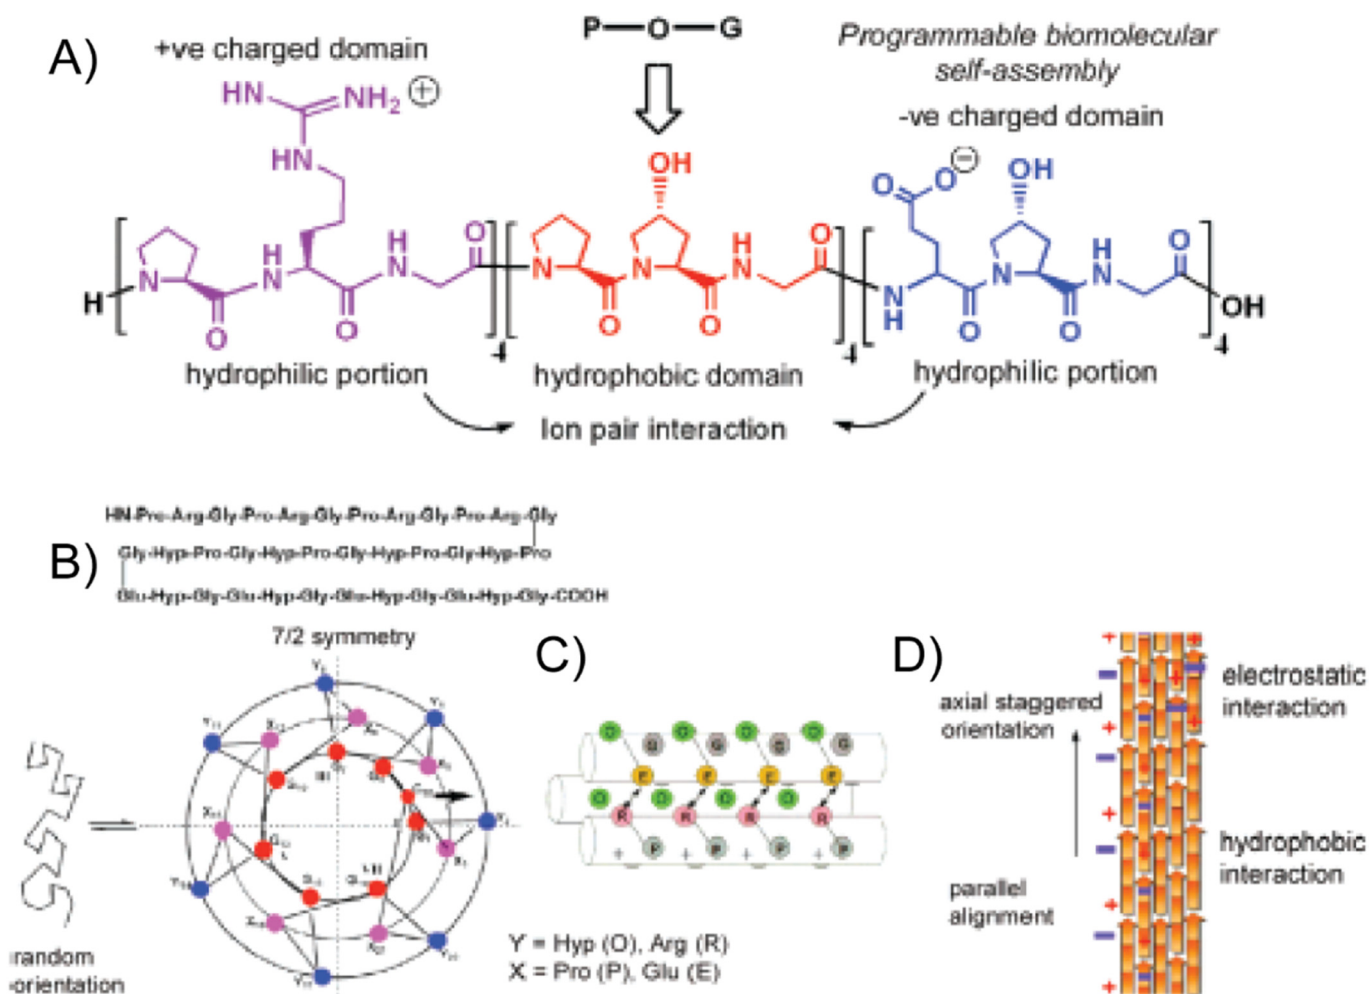 A)
+ve charged domain
P—O—G
Programmable biomolecular
self-assembly
-ve charged domain
HN
NH2 +
HN
OH
O
O −
OH
H
N
H
N
H
N
O
N
N
H
N
O
N
H
N
H
N
O
H
O
O
O
O
O
O
OH
4
4
4
hydrophilic portion
hydrophobic domain
hydrophilic portion
Ion pair interaction
B)
HN-Pro-Arg-Gly-Pro-Arg-Gly-Pro-Arg-Gly-Pro-Arg-Gly
Gly-Hyp-Pro-Gly-Hyp-Pro-Gly-Hyp-Pro-Gly-Hyp-Pro
Glu-Hyp-Gly-Glu-Hyp-Gly-Glu-Hyp-Gly-Glu-Hyp-Gly-COOH
7/2 symmetry
random
orientation
C)
O O O O
G G G G
E E E E
O O O O
R R R R
+ P + P + P + P
Y = Hyp (O), Arg (R)
X = Pro (P), Glu (E)
D)
axial staggered
orientation
parallel
alignment
electrostatic
interaction
hydrophobic
interaction